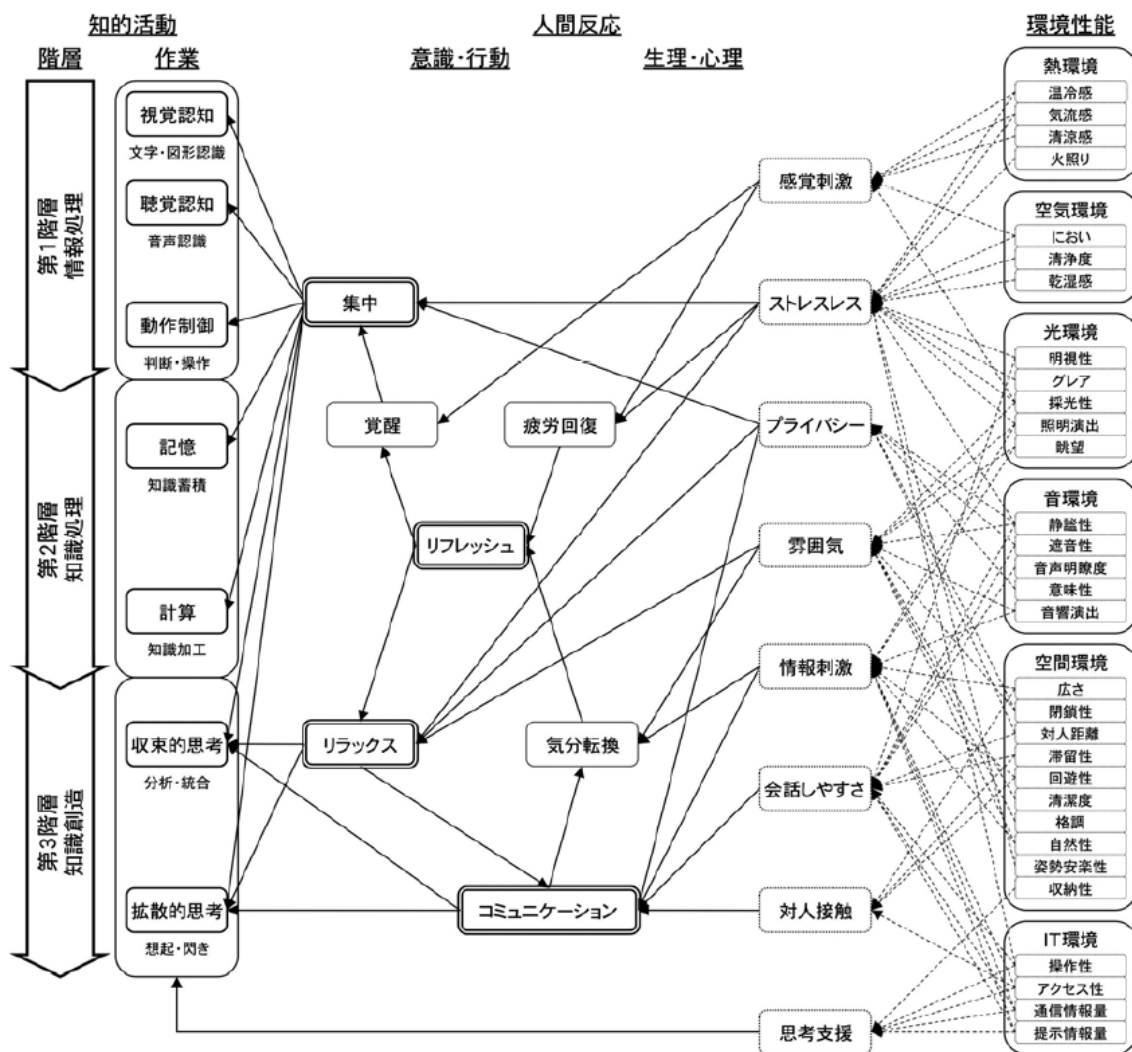 知的活動
人間反応
環境性能
階層
作業
意識・行動
生理・心理
第1階層
情報処理
第2階層
知識処理
第3階層
知識創造
視覚認知
文字・図形認識
聴覚認知
音声認識
動作制御
判断・操作
記憶
知識蓄積
計算
知識加工
収束的思考
分析・統合
拡散的思考
想起・閃き
集中
覚醒
疲労回復
リフレッシュ
リラックス
気分転換
コミュニケーション
感覚刺激
ストレスレス
プライバシー
雰囲気
情報刺激
会話しやすさ
対人接触
思考支援
熱環境
温冷感
気流感
清涼感
火照り
空気環境
におい
清浄度
乾湿感
光環境
明視性
グレア
採光性
照明演出
眺望
音環境
静謐性
遮音性
音声明瞭度
意味性
音響演出
空間環境
広さ
閉鎖性
対人距離
滞留性
回遊性
清潔度
格調
自然性
姿勢安楽性
収納性
IT環境
操作性
アクセス性
通信情報量
提示情報量